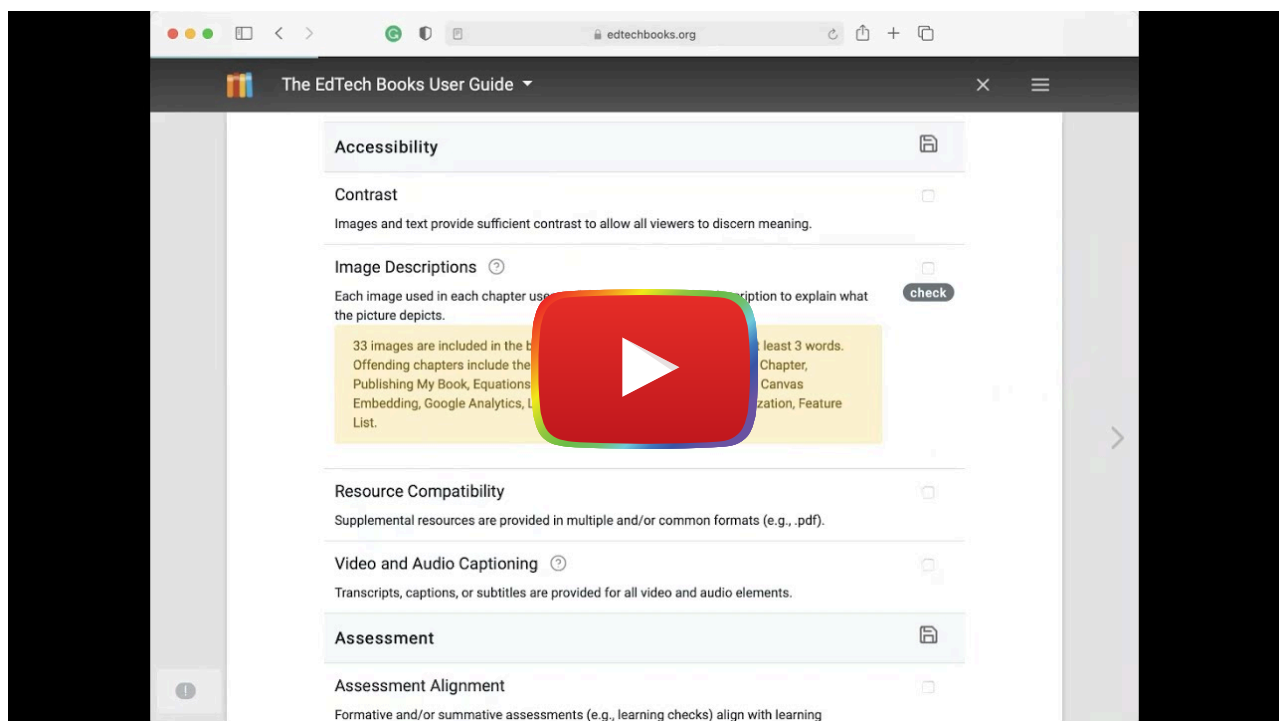 edtechbooks.org
The EdTech Books User Guide
Accessibility
Contrast
Images and text provide sufficient contrast to allow all viewers to discern meaning.
Image Descriptions
Each image used in each chapter to explain what
check
the picture depicts.
33 images are included in the least 3 words.
Offending chapters include the Chapter,
Publishing My Book, Equations Canvas
Embedding, Google Analytics, Feature
List.
Resource Compatibility
Supplemental resources are provided in multiple and/or common formats (e.g., .pdf).
Video and Audio Captioning
Transcripts, captions, or subtitles are provided for all video and audio elements.
Assessment
Assessment Alignment
Formative and/or summative assessments (e.g., learning checks) align with learning